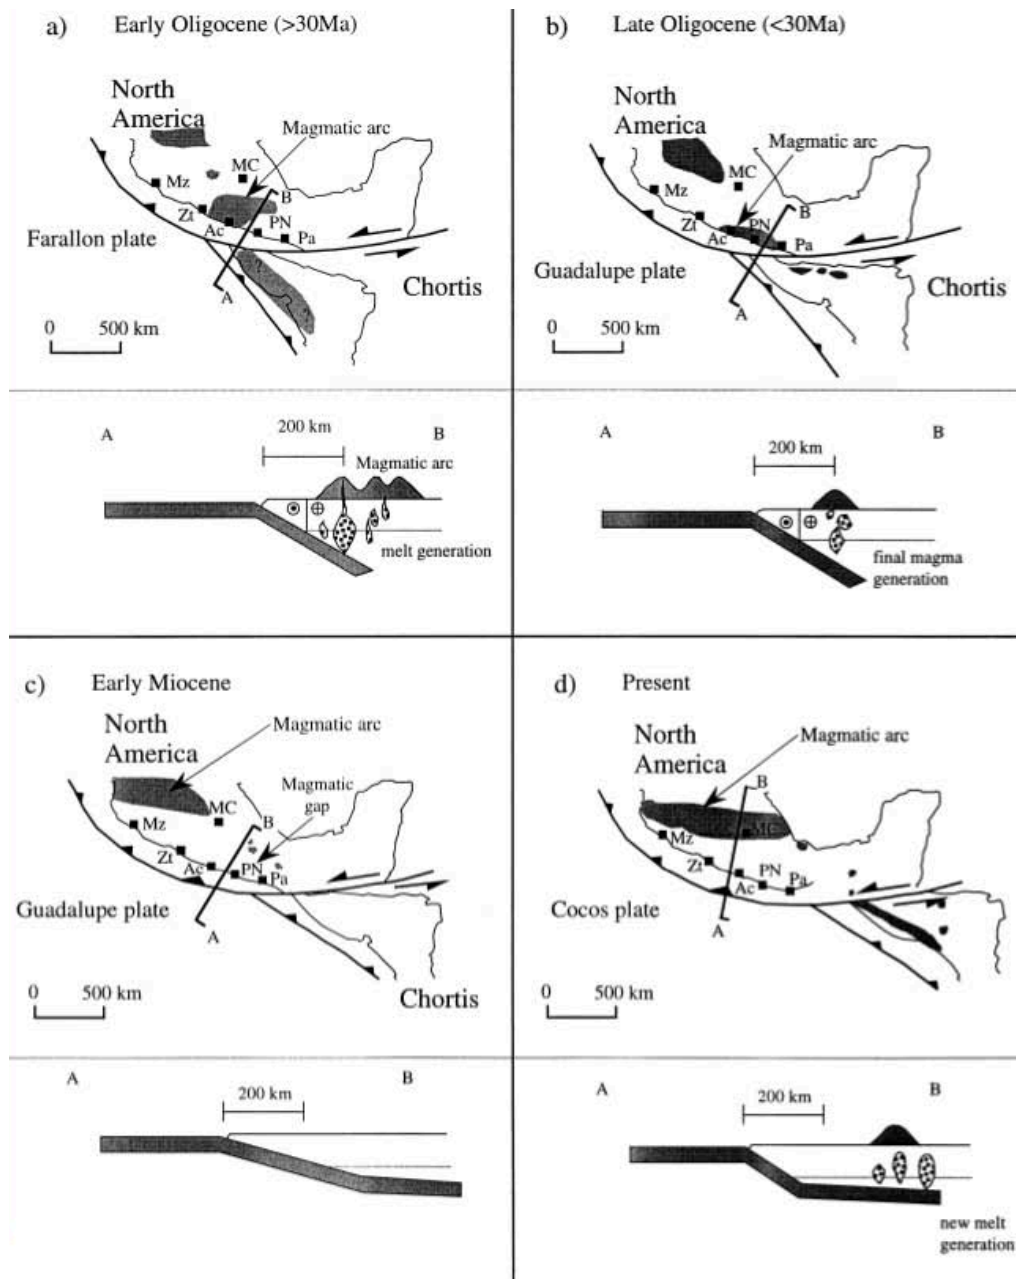 a) Early Oligocene (>30Ma)
North
America
Magmatic arc
MC
Mz
B
Zt
PN
Ac
Pa
Farallon plate
?
A
Chortis
0 500 km
A
B
200 km
Magmatic arc
melt generation
b) Late Oligocene (<30Ma)
North
America
Magmatic arc
MC
Mz
B
Zt
PN
Ac
Pa
Guadalupe plate
Chortis
A
0 500 km
A
B
200 km
final magma
generation
c) Early Miocene
North
America
Magmatic arc
Magmatic
gap
MC
Mz
B
Zt
Ac
PN
Pa
Guadalupe plate
A
Chortis
0 500 km
A
B
200 km
d) Present
North
America
Magmatic arc
B
MC
Mz
Zt
PN
Ac
Pa
Cocos plate
A
0 500 km
A
B
200 km
new melt
generation